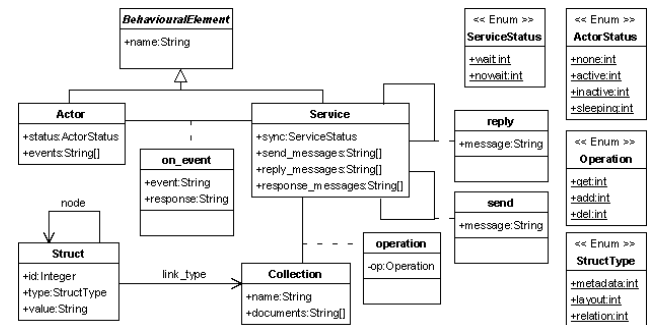 BehaviouralElement
+name:String
Actor
+status:ActorStatus
+events:String[]
Service
+sync:ServiceStatus
+send_messages:String[]
+reply_messages:String[]
+response_messages:String[]
on_event
+event:String
+response:String
reply
+message:String
send
+message:String
operation
-op:Operation
node
Struct
+id:Integer
+type:StructType
+value:String
link_type
Collection
+name:String
+documents:String[]
<< Enum >>
ServiceStatus
+wait:int
+nowait:int
<< Enum >>
ActorStatus
+none:int
+active:int
+inactive:int
+sleeping:int
<< Enum >>
Operation
+get:int
+add:int
+del:int
<< Enum >>
StructType
+metadata:int
+layout:int
+relation:int